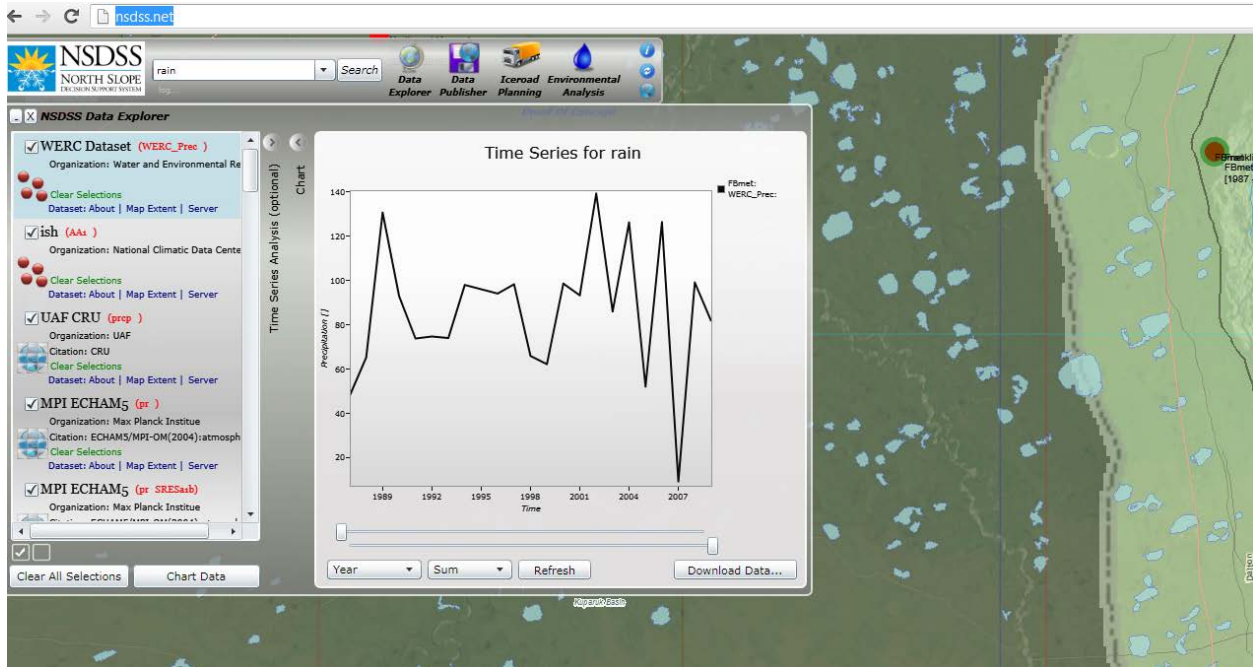 nsdss.net
NSDSS
NORTH SLOPE
DECISION SUPPORT SYSTEM
rain
Search
Data Explorer
Data Publisher
Iceroad Planning
Environmental Analysis
_ X NSDSS Data Explorer
WERC Dataset (WERC_Prec )
Organization: Water and Environmental Re
Clear Selections
Dataset: About | Map Extent | Server
ish (AA1 )
Organization: National Climatic Data Cente
Clear Selections
Dataset: About | Map Extent | Server
UAF CRU (prcp )
Organization: UAF
Citation: CRU
Clear Selections
Dataset: About | Map Extent | Server
MPI ECHAM5 (pr )
Organization: Max Planck Institue
Citation: ECHAM5/MPI-OM(2004):atmosph
Clear Selections
Dataset: About | Map Extent | Server
MPI ECHAM5 (pr SRESa1b)
Organization: Max Planck Institue
Clear All Selections
Chart Data
Time Series Analysis (optional)
Chart
Time Series for rain
FBmet:
WERC_Prec:
Precipitation []
140
120
100
80
60
40
20
1989 1992 1995 1998 2001 2004 2007
Time
Year
Sum
Refresh
Download Data...
Kuparuk Basin
FBmet
[1987
Dalton